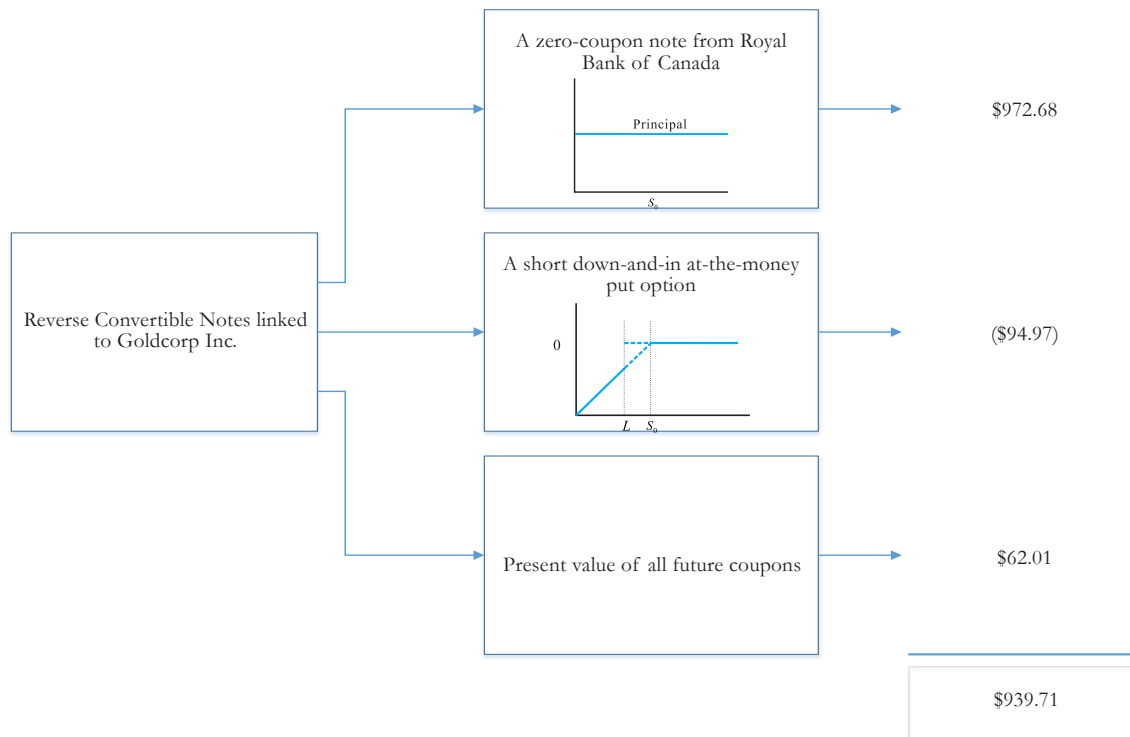 A zero-coupon note from Royal
Bank of Canada
Principal
S₀
$972.68
Reverse Convertible Notes linked
to Goldcorp Inc.
A short down-and-in at-the-money
put option
0
L S₀
($94.97)
Present value of all future coupons
$62.01
$939.71